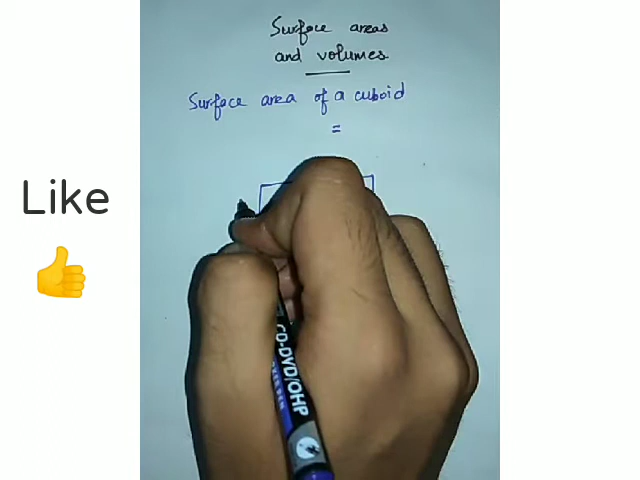 Surface areas
and volumes
Surface area of a cuboid
=
Like
CD-DVD/OHP